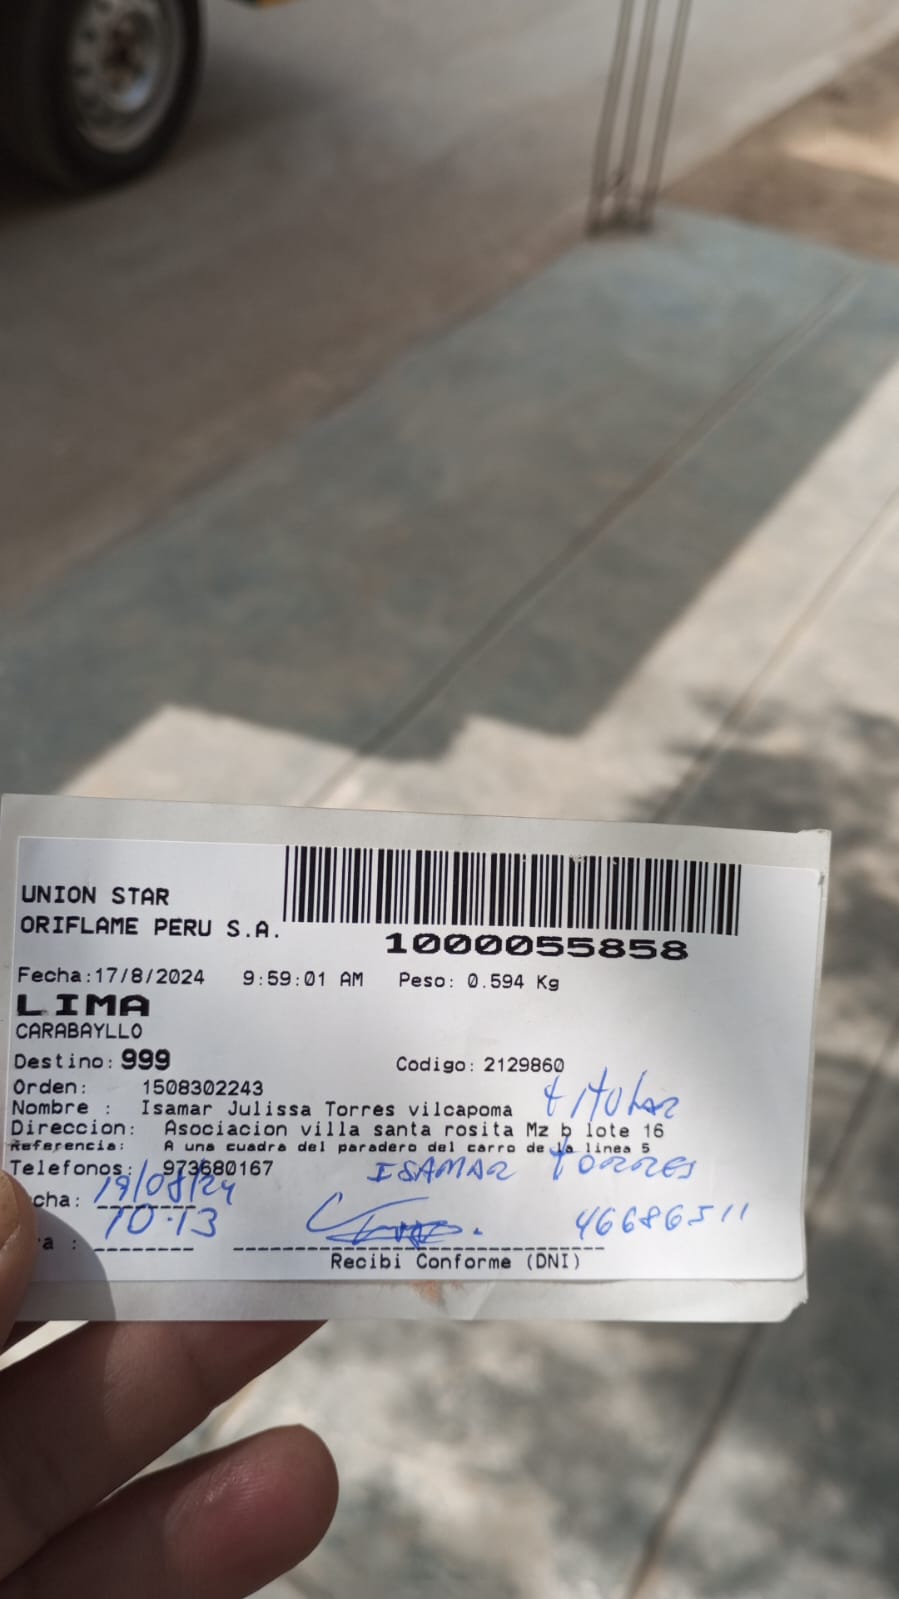 UNION STAR
ORIFLAME PERU S.A.
1000055858
Fecha:17/8/2024 9:59:01 AM Peso: 0.594 Kg
LIMA
CARABAYLLO
Destino: 999 Codigo: 2129860
Orden: 1508302243
Nombre : Isamar Julissa Torres vilcapoma titular
Direccion: Asociacion villa santa rosita Mz b lote 16
Referencia: A una cuadra del paradero del carro de la linea 5
Telefonos: 973680167 ISAMAR TORRES
cha: 19/08/24
a : 10:13 46686511
Recibi Conforme (DNI)